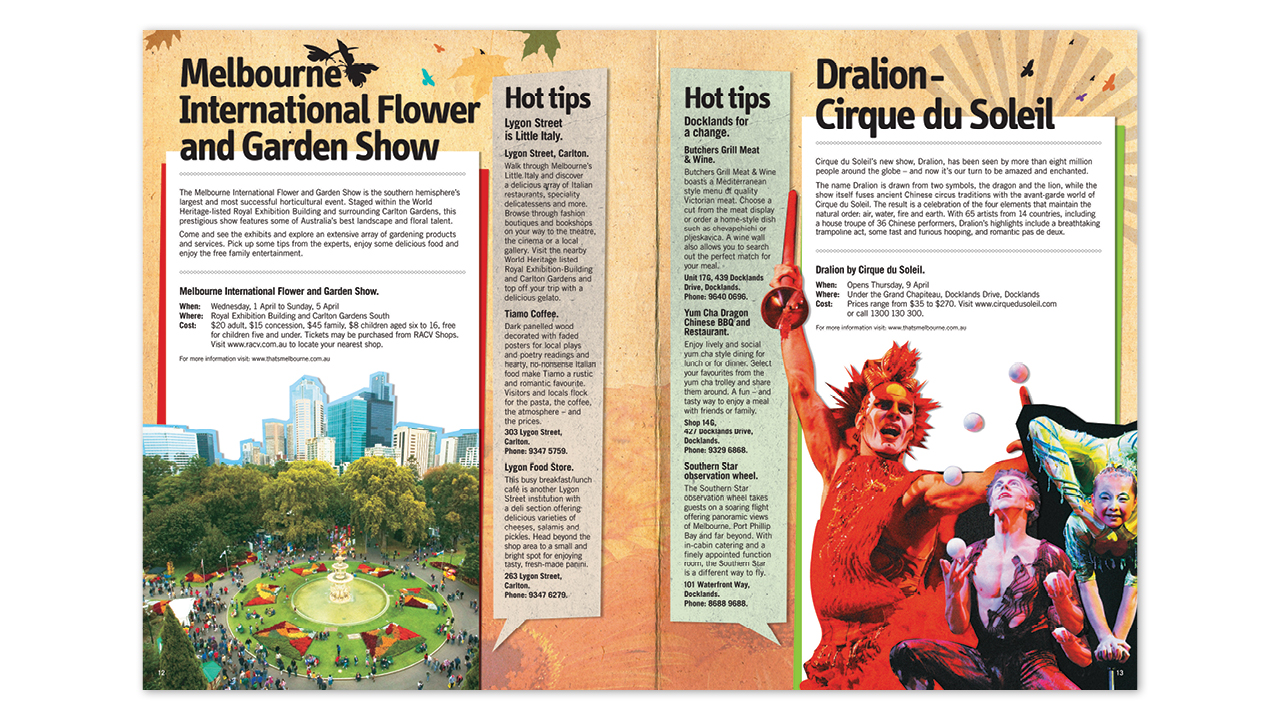 Melbourne
International Flower
and Garden Show
The Melbourne International Flower and Garden Show is the southern hemisphere's
largest and most successful horticultural event. Staged within the World
Heritage-listed Royal Exhibition Building and surrounding Carlton Gardens, this
prestigious show features some of Australia's best landscape and floral talent.
Come and see the exhibits and explore an extensive array of gardening products
and services. Pick up some tips from the experts, enjoy some delicious food and
enjoy the free family entertainment.
Melbourne International Flower and Garden Show.
When: Wednesday, 1 April to Sunday, 5 April
Where: Royal Exhibition Building and Carlton Gardens South
Cost: $20 adult, $15 concession, $45 family, $8 children aged six to 16, free
for children five and under. Tickets may be purchased from RACV Shops.
Visit www.racv.com.au to locate your nearest shop.
For more information visit: www.thatsmelbourne.com.au
12
Hot tips
Lygon Street
is Little Italy.
Lygon Street, Carlton.
Walk through Melbourne's
Little Italy and discover
a delicious array of Italian
restaurants, speciality
delicatessens and more.
Browse through fashion
boutiques and bookshops
on your way to the theatre,
the cinema or a local
gallery. Visit the nearby
World Heritage listed
Royal Exhibition-Building
and Carlton Gardens and
top off your trip with a
delicious gelato.
Tiamo Coffee.
Dark panelled wood
decorated with faded
posters for local plays
and poetry readings and
hearty, no-nonsense Italian
food make Tiamo a rustic
and romantic favourite.
Visitors and locals flock
for the pasta, the coffee,
the atmosphere – and
the prices.
303 Lygon Street,
Carlton.
Phone: 9347 5759.
Lygon Food Store.
This busy breakfast/lunch
café is another Lygon
Street institution with
a deli section offering
delicious varieties of
cheeses, salamis and
pickles. Head beyond the
shop area to a small and
bright spot for enjoying
tasty, fresh-made panini.
263 Lygon Street,
Carlton.
Phone: 9347 6279.
Hot tips
Docklands for
a change.
Butchers Grill Meat
& Wine.
Butchers Grill Meat & Wine
boasts a Mediterranean
style menu of quality
Victorian meat. Choose a
cut from the meat display
or order a home-style dish
such as chevapchichi or
pljeskavica. A wine wall
also allows you to search
out the perfect match for
your meal.
Unit 17G, 439 Docklands
Drive, Docklands.
Phone: 9640 0696.
Yum Cha Dragon
Chinese BBQ and
Restaurant.
Enjoy lively and social
yum cha style dining for
lunch or for dinner. Select
your favourites from the
yum cha trolley and share
them around. A fun – and
tasty way to enjoy a meal
with friends or family.
Shop 14G,
427 Docklands Drive,
Docklands.
Phone: 9329 6868.
Southern Star
observation wheel.
The Southern Star
observation wheel takes
guests on a soaring flight
offering panoramic views
of Melbourne, Port Phillip
Bay and far beyond. With
in-cabin catering and a
finely appointed function
room, the Southern Star
is a different way to fly.
101 Waterfront Way,
Docklands.
Phone: 8688 9688.
Dralion –
Cirque du Soleil
Cirque du Soleil's new show, Dralion, has been seen by more than eight million
people around the globe – and now it's our turn to be amazed and enchanted.
The name Dralion is drawn from two symbols, the dragon and the lion, while the
show itself fuses ancient Chinese circus traditions with the avant-garde world of
Cirque du Soleil. The result is a celebration of the four elements that maintain the
natural order: air, water, fire and earth. With 65 artists from 14 countries, including
a house troupe of 36 Chinese performers, Dralion's highlights include a breathtaking
trampoline act, some fast and furious hooping, and romantic pas de deux.
Dralion by Cirque du Soleil.
When: Opens Thursday, 9 April
Where: Under the Grand Chapiteau, Docklands Drive, Docklands
Cost: Prices range from $35 to $270. Visit www.cirquedusoleil.com
or call 1300 130 300.
For more information visit: www.thatsmelbourne.com.au
13